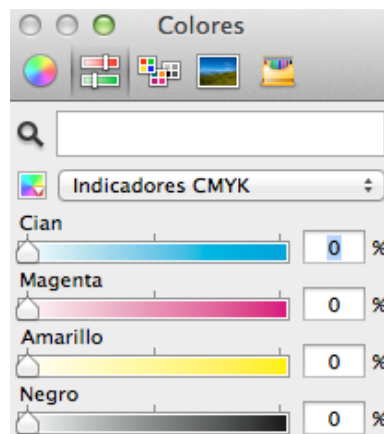 Colores
Indicadores CMYK
Cian
0 %
Magenta
0 %
Amarillo
0 %
Negro
0 %